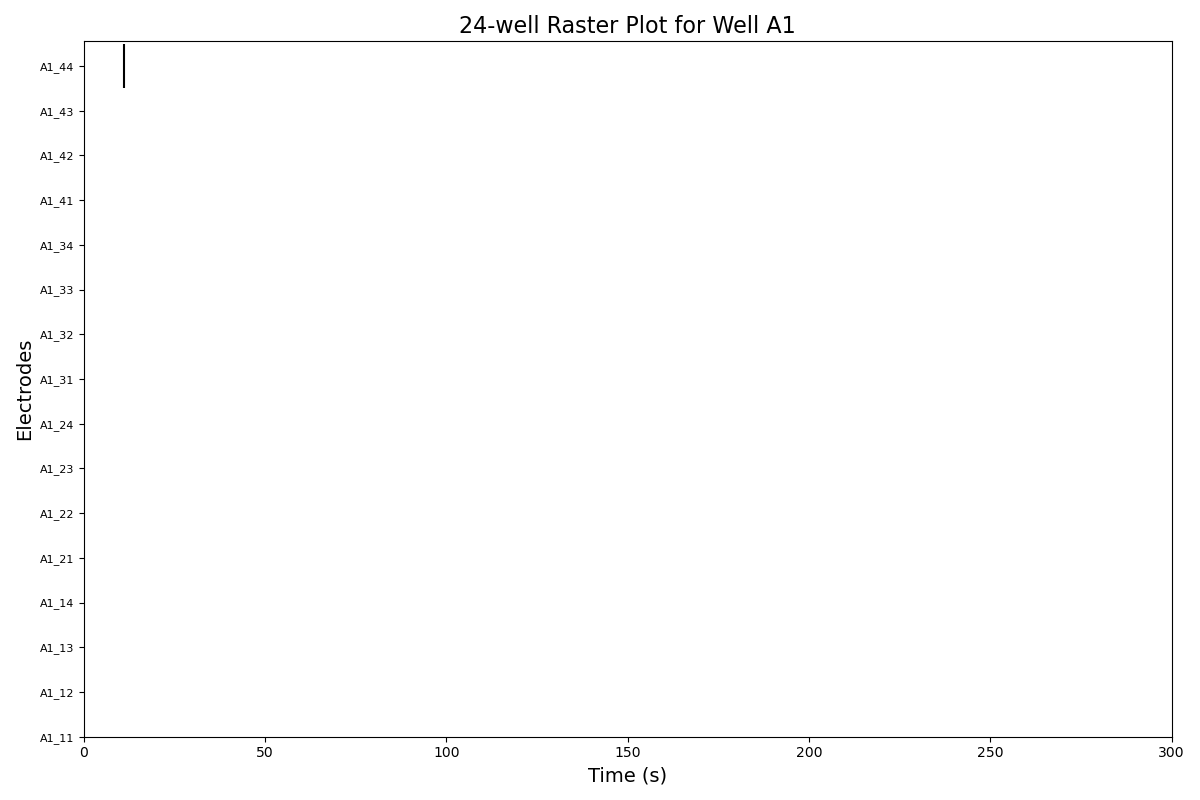 24-well Raster Plot for Well A1
Electrodes
A1_44
A1_43
A1_42
A1_41
A1_34
A1_33
A1_32
A1_31
A1_24
A1_23
A1_22
A1_21
A1_14
A1_13
A1_12
A1_11
0 50 100 150 200 250 300
Time (s)